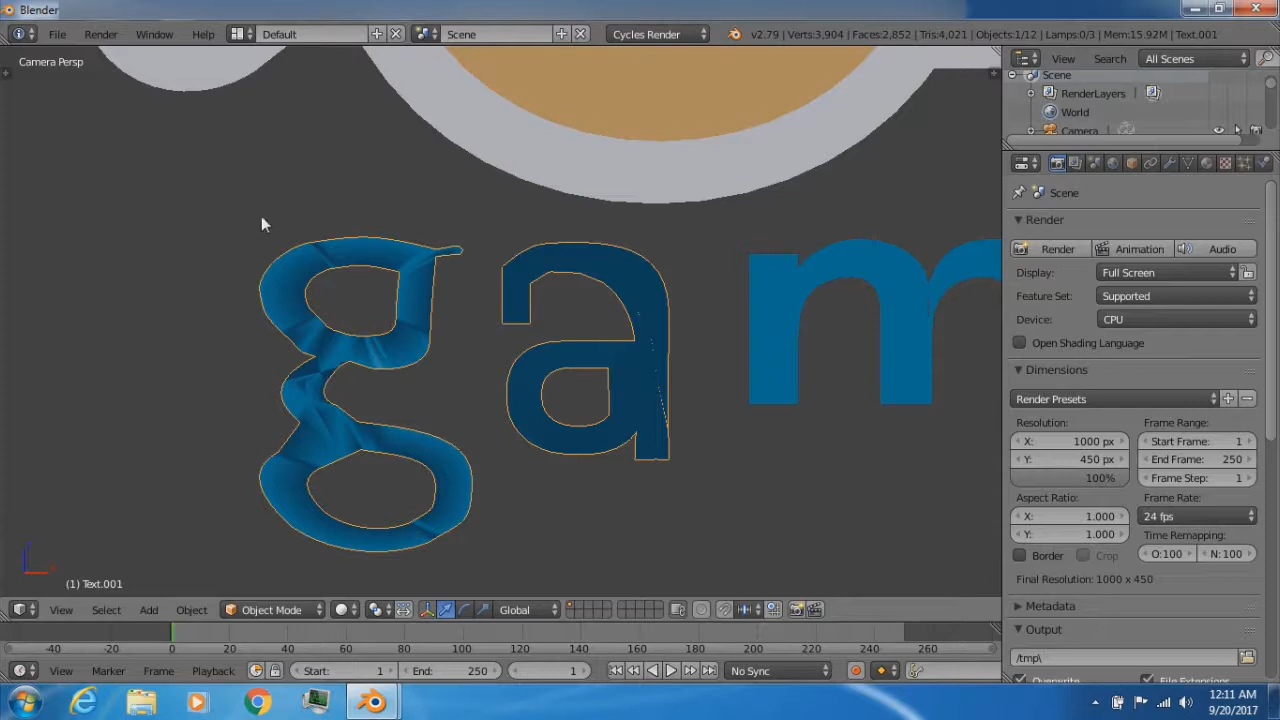 Blender
File Render Window Help Default Scene Cycles Render v2.79 | Verts:3,904 | Faces:2,852 | Tris:4,021 | Objects:1/12 | Lamps:0/3 | Mem:15.92M | Text.001
Camera Persp
View Search All Scenes
Scene
RenderLayers
World
Camera
Scene
Render
Render Animation Audio
Display: Full Screen
Feature Set: Supported
Device: CPU
Open Shading Language
Dimensions
Render Presets
Resolution: Frame Range:
X: 1000 px Start Frame: 1
Y: 450 px End Frame: 250
100% Frame Step: 1
Aspect Ratio: Frame Rate:
X: 1.000 24 fps
Y: 1.000 Time Remapping:
Border Crop O:100 N:100
Final Resolution: 1000 x 450
Metadata
Output
/tmp\
Overwrite File Extensions
gam
(1) Text.001
View Select Add Object Object Mode Global
-40 -20 0 20 40 60 80 100 120 140 160 180 200 220 240 260
View Marker Frame Playback Start: 1 End: 250 1 No Sync
12:11 AM
9/20/2017